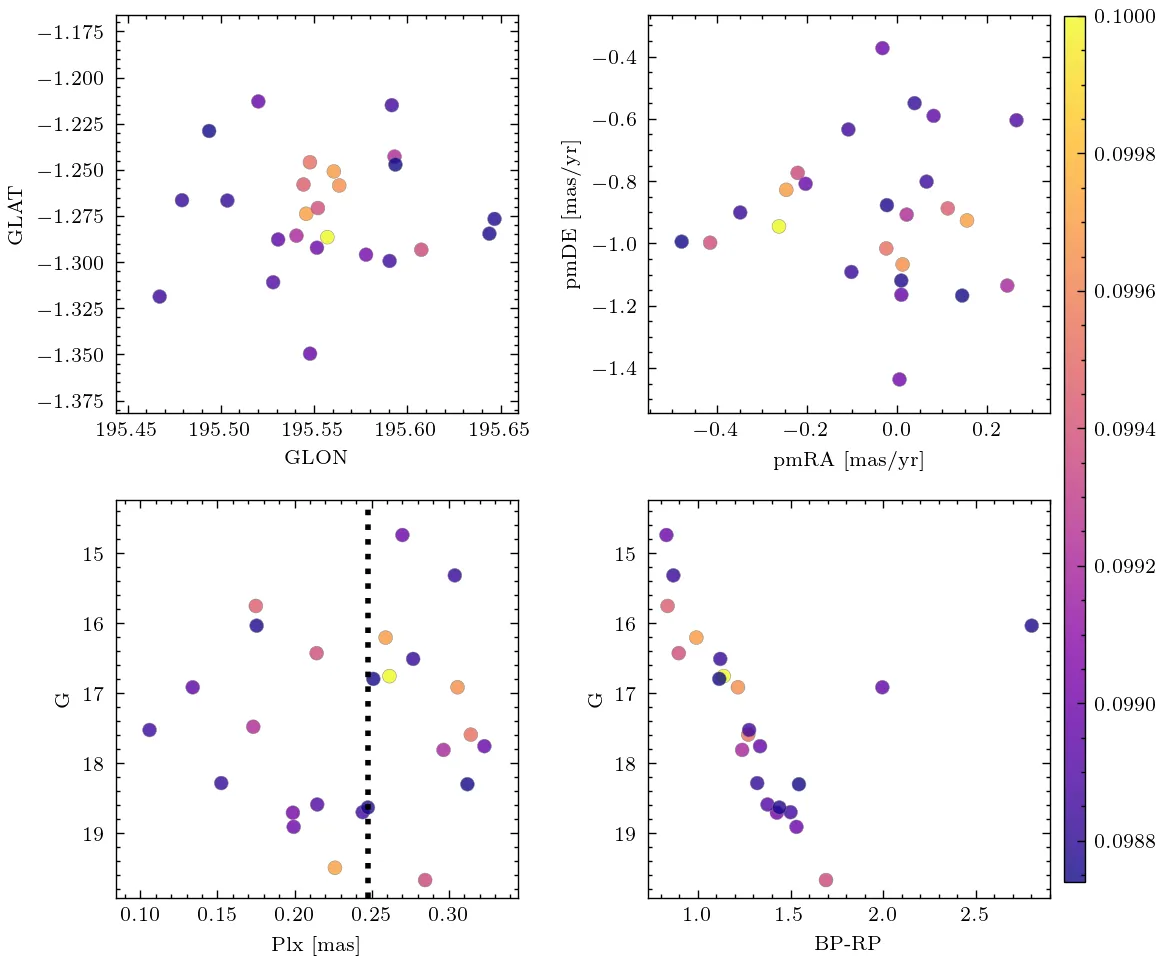 −1.175
−1.200
−1.225
−1.250
−1.275
−1.300
−1.325
−1.350
−1.375
GLAT
195.45 195.50 195.55 195.60 195.65
GLON
−0.4
−0.6
−0.8
−1.0
−1.2
−1.4
pmDE [mas/yr]
−0.4 −0.2 0.0 0.2
pmRA [mas/yr]
0.1000
0.0998
0.0996
0.0994
0.0992
0.0990
0.0988
15
16
17
18
19
G
0.10 0.15 0.20 0.25 0.30
Plx [mas]
15
16
17
18
19
G
1.0 1.5 2.0 2.5
BP-RP